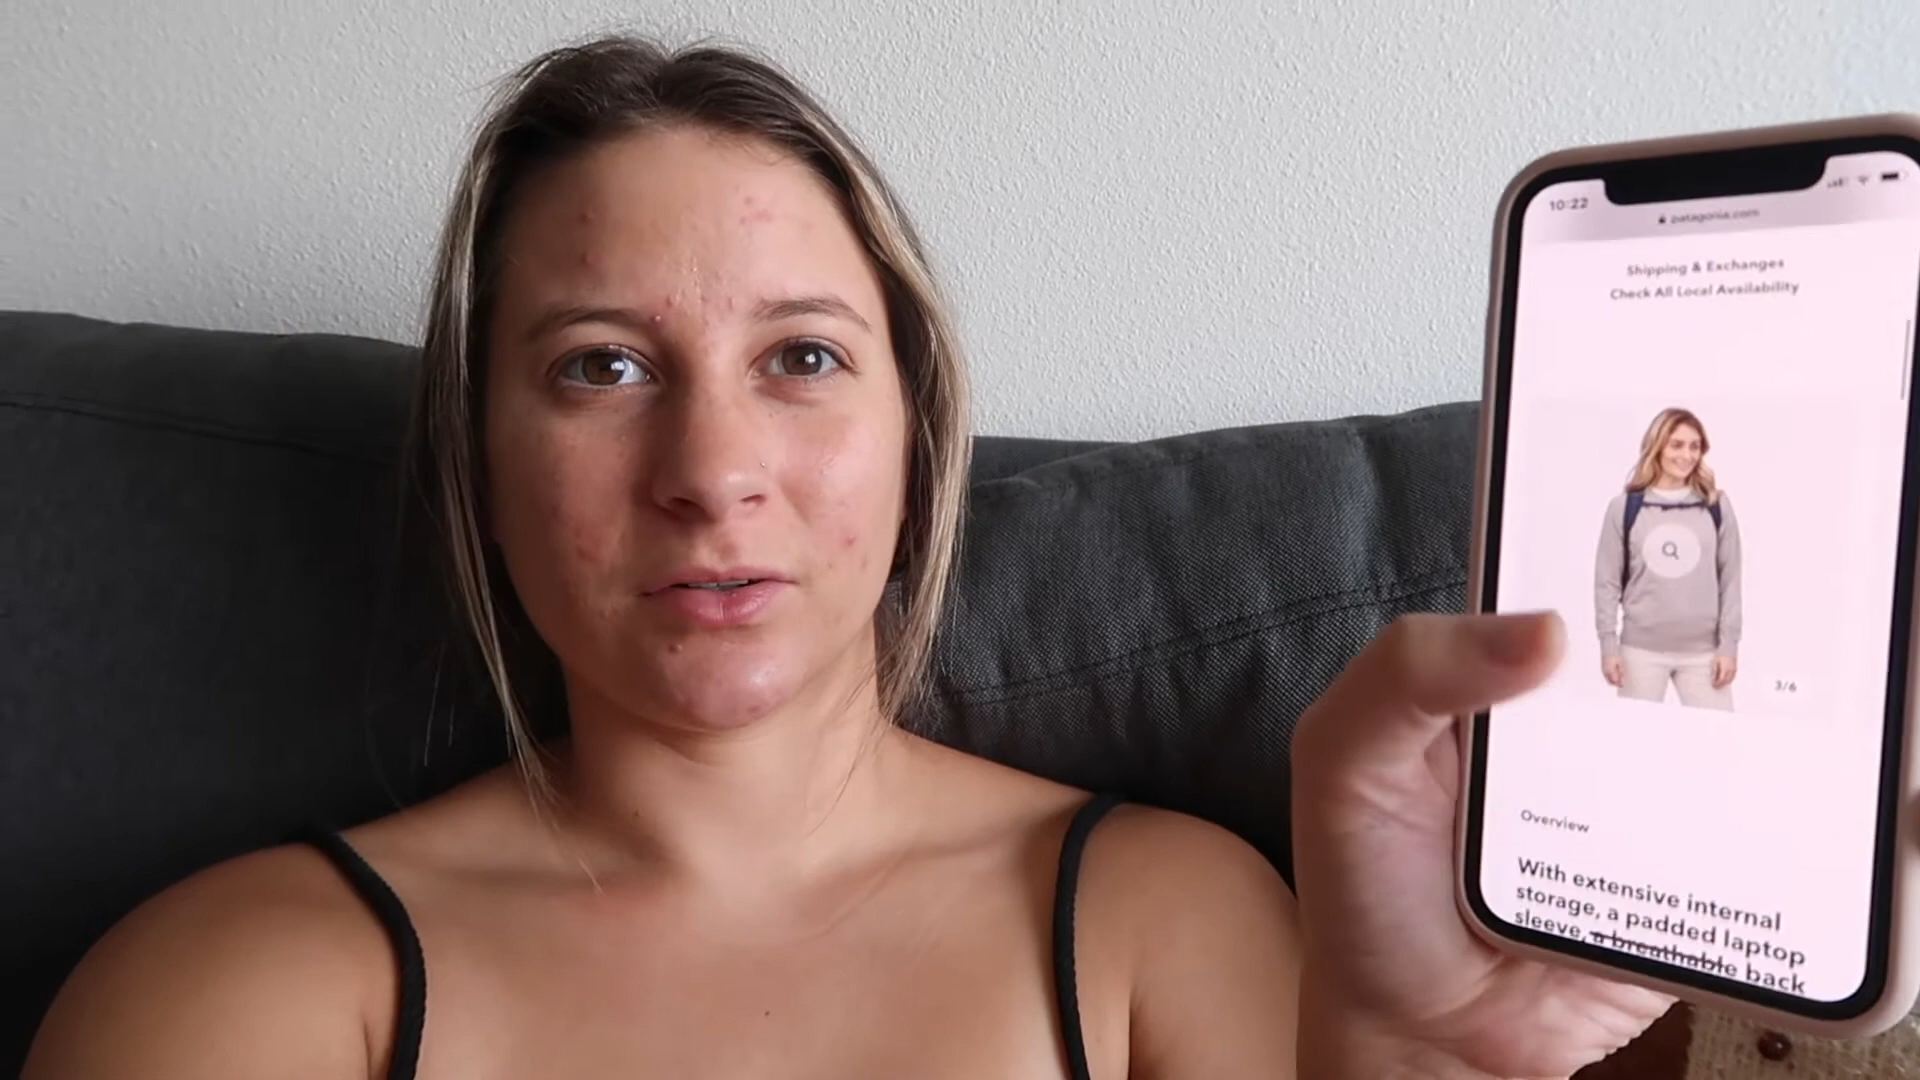 10:22
patagonia.com
Shipping & Exchanges
Check All Local Availability
3/6
Overview
With extensive internal
storage, a padded laptop
sleeve, a breathable back